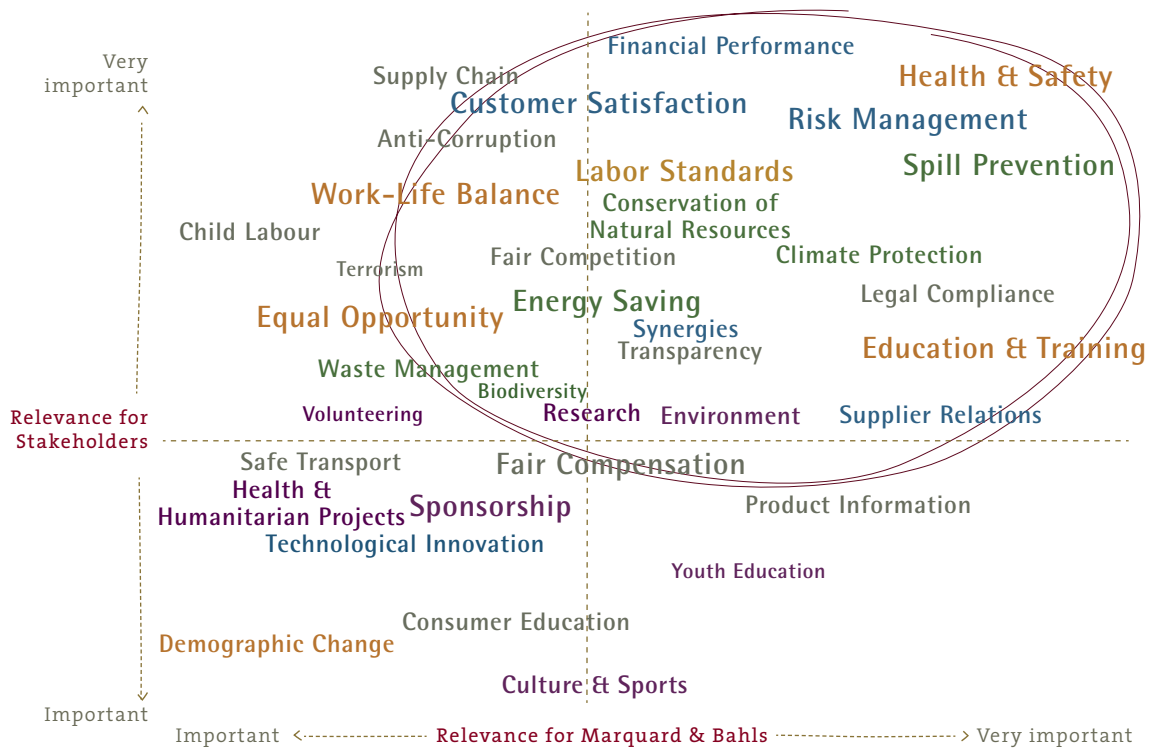 Financial Performance
Very
important
Supply Chain
Health & Safety
Customer Satisfaction
Risk Management
Anti-Corruption
Labor Standards
Spill Prevention
Work-Life Balance
Conservation of
Natural Resources
Child Labour
Fair Competition
Climate Protection
Terrorism
Legal Compliance
Energy Saving
Equal Opportunity
Synergies
Transparency
Education & Training
Waste Management
Biodiversity
Volunteering
Research
Environment
Supplier Relations
Relevance for
Stakeholders
Safe Transport
Fair Compensation
Health &
Humanitarian Projects
Sponsorship
Product Information
Technological Innovation
Youth Education
Consumer Education
Demographic Change
Culture & Sports
Important
Important
Relevance for Marquard & Bahls
Very important